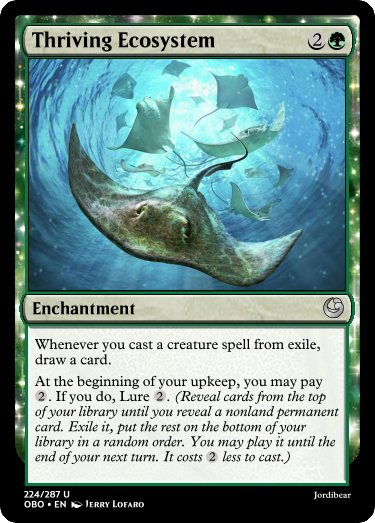 Thriving Ecosystem 2
Enchantment
Whenever you cast a creature spell from exile,
draw a card.
At the beginning of your upkeep, you may pay
2. If you do, Lure 2. (Reveal cards from the top
of your library until you reveal a nonland permanent
card. Exile it, put the rest on the bottom of your
library in a random order. You may play it until the
end of your next turn. It costs 2 less to cast.)
224/287 U
OBO • EN Jerry Lofaro
Jordibear